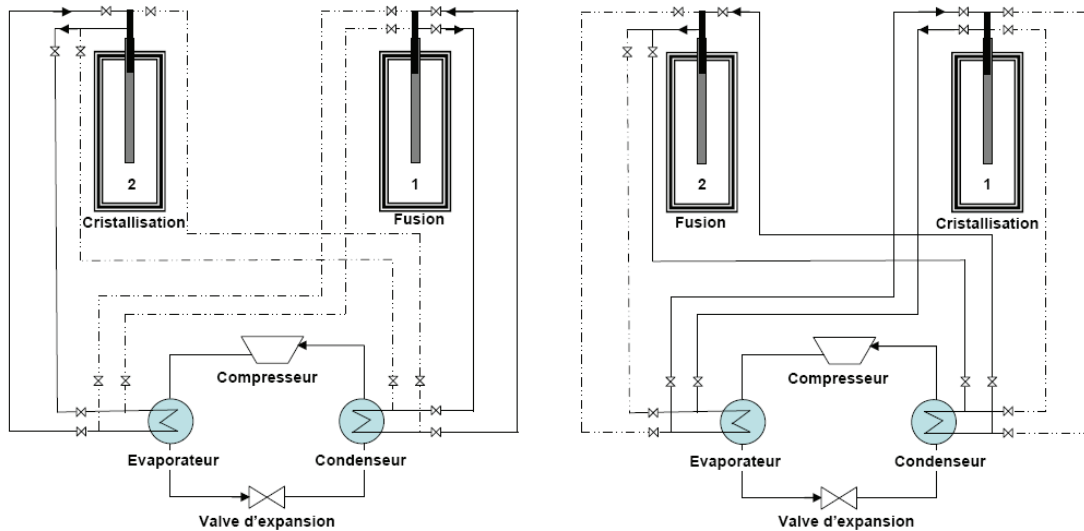 2
Cristallisation
1
Fusion
Compresseur
Evaporateur
Condenseur
Valve d'expansion
2
Fusion
1
Cristallisation
Compresseur
Evaporateur
Condenseur
Valve d'expansion